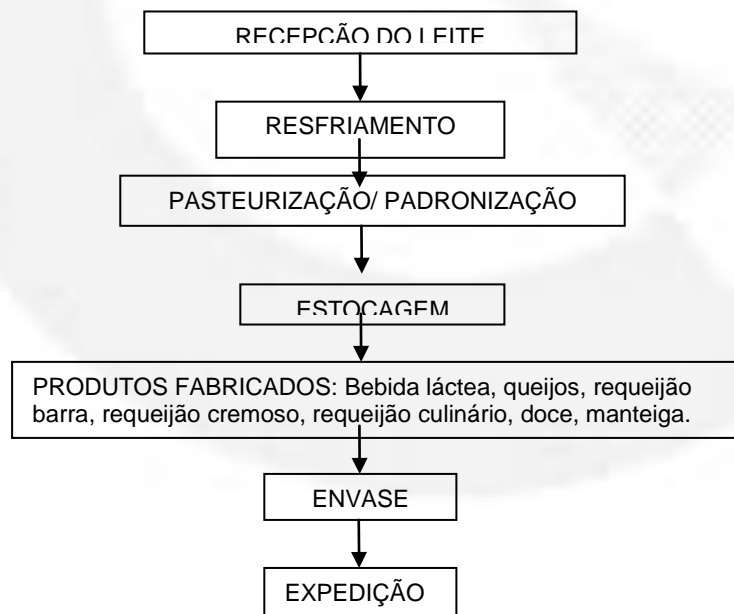 RECEPÇÃO DO LEITE
RESFRIAMENTO
PASTEURIZAÇÃO/ PADRONIZAÇÃO
ESTOCAGEM
PRODUTOS FABRICADOS: Bebida láctea, queijos, requeijão
barra, requeijão cremoso, requeijão culinário, doce, manteiga.
ENVASE
EXPEDIÇÃO